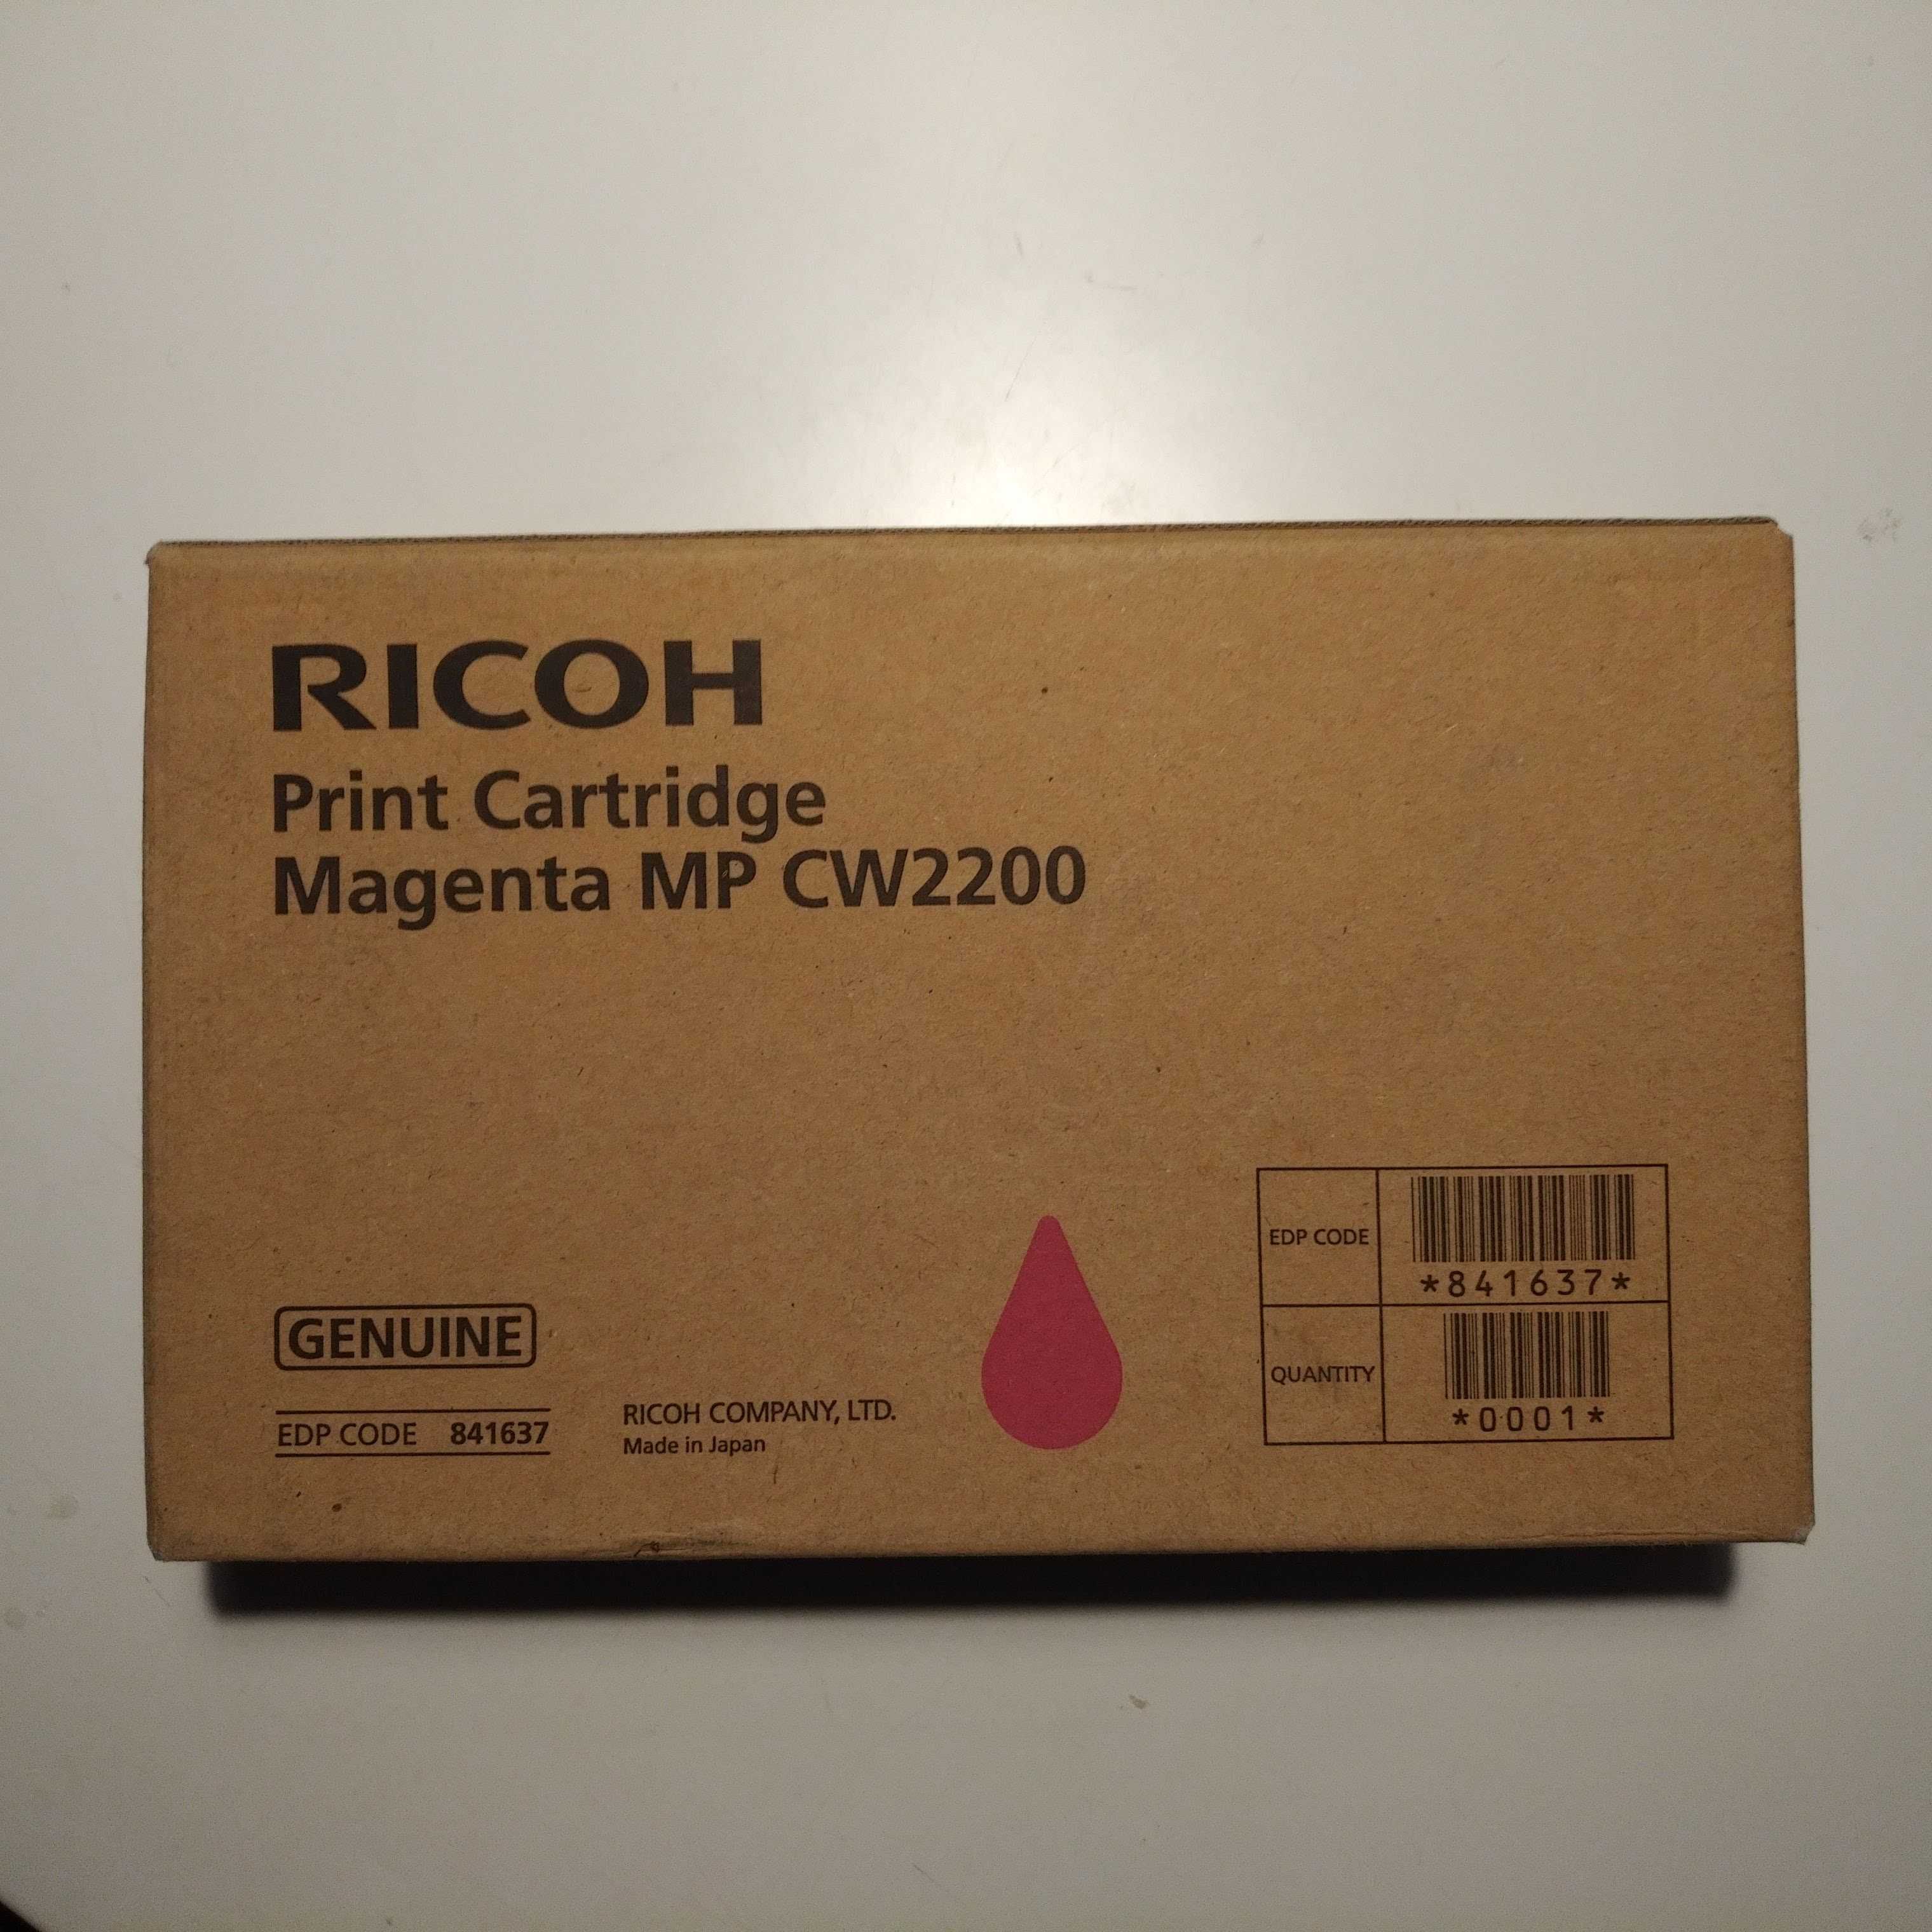 RICOH
Print Cartridge
Magenta MP CW2200
GENUINE
EDP CODE 841637
RICOH COMPANY, LTD.
Made in Japan
EDP CODE
*841637*
QUANTITY
*0001*